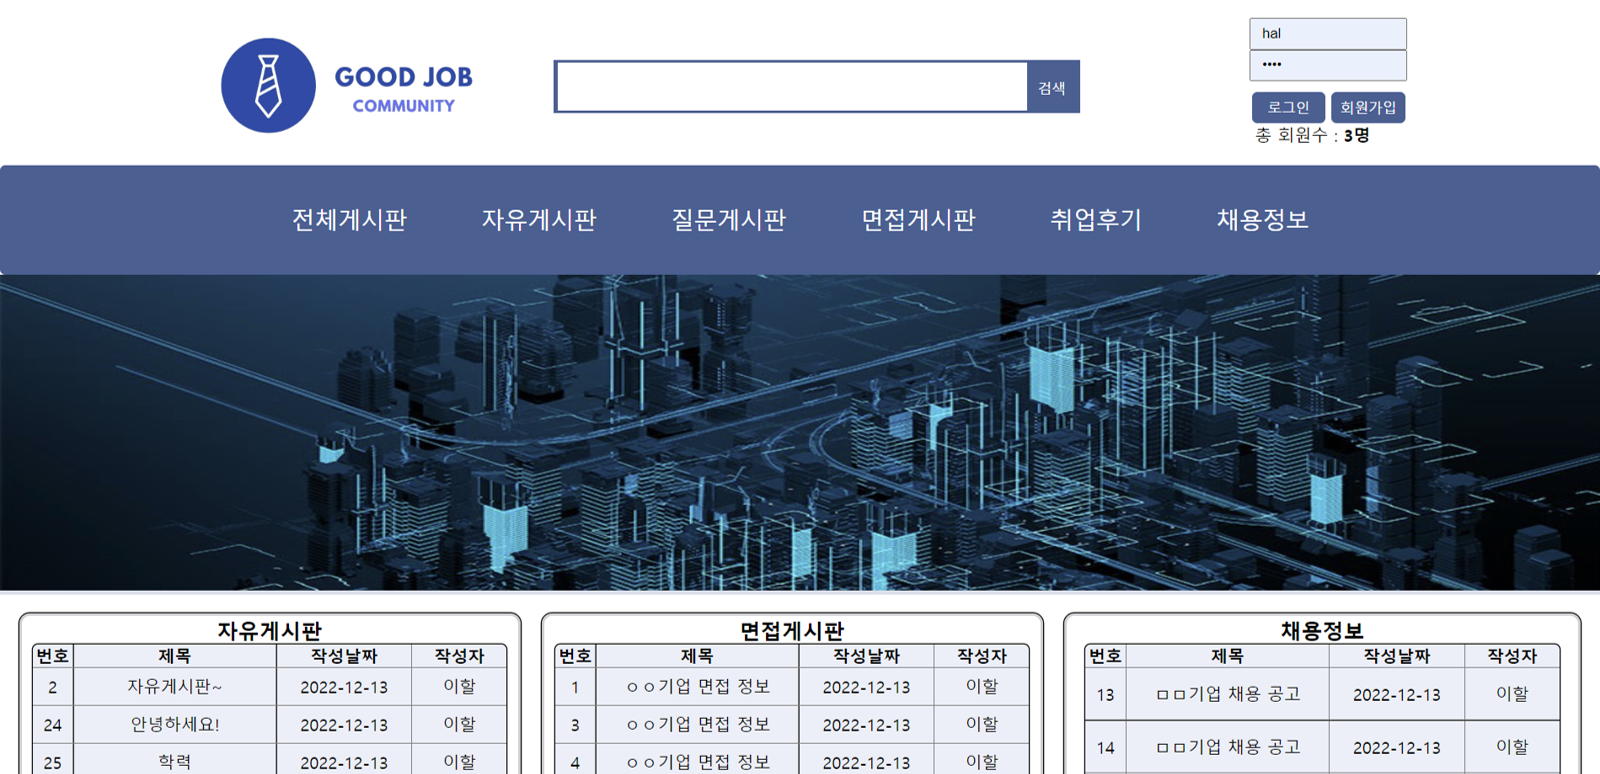 GOOD JOB
COMMUNITY
검색
hal
••••
로그인 회원가입
총 회원수 : 3명
전체게시판 자유게시판 질문게시판 면접게시판 취업후기 채용정보
자유게시판
번호 제목 작성날짜 작성자
2 자유게시판~ 2022-12-13 이할
24 안녕하세요! 2022-12-13 이할
25 학력 2022-12-13 이할
면접게시판
번호 제목 작성날짜 작성자
1 ㅇㅇ기업 면접 정보 2022-12-13 이할
3 ㅇㅇ기업 면접 정보 2022-12-13 이할
4 ㅇㅇ기업 면접 정보 2022-12-13 이할
채용정보
번호 제목 작성날짜 작성자
13 ㅁㅁ기업 채용 공고 2022-12-13 이할
14 ㅁㅁ기업 채용 공고 2022-12-13 이할